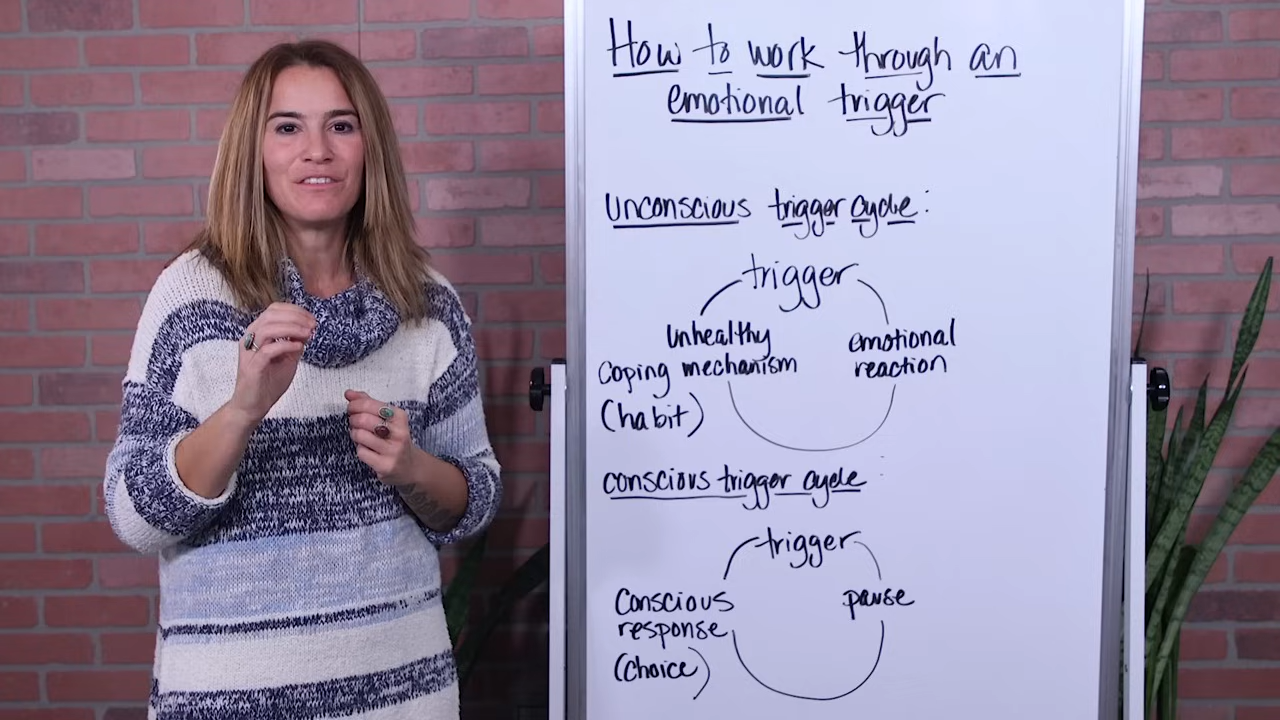 How to work through an
emotional trigger
unconscious trigger cycle:
trigger
unhealthy
coping mechanism
(habit)
emotional
reaction
conscious trigger cycle:
trigger
Conscious
response
(choice)
pause